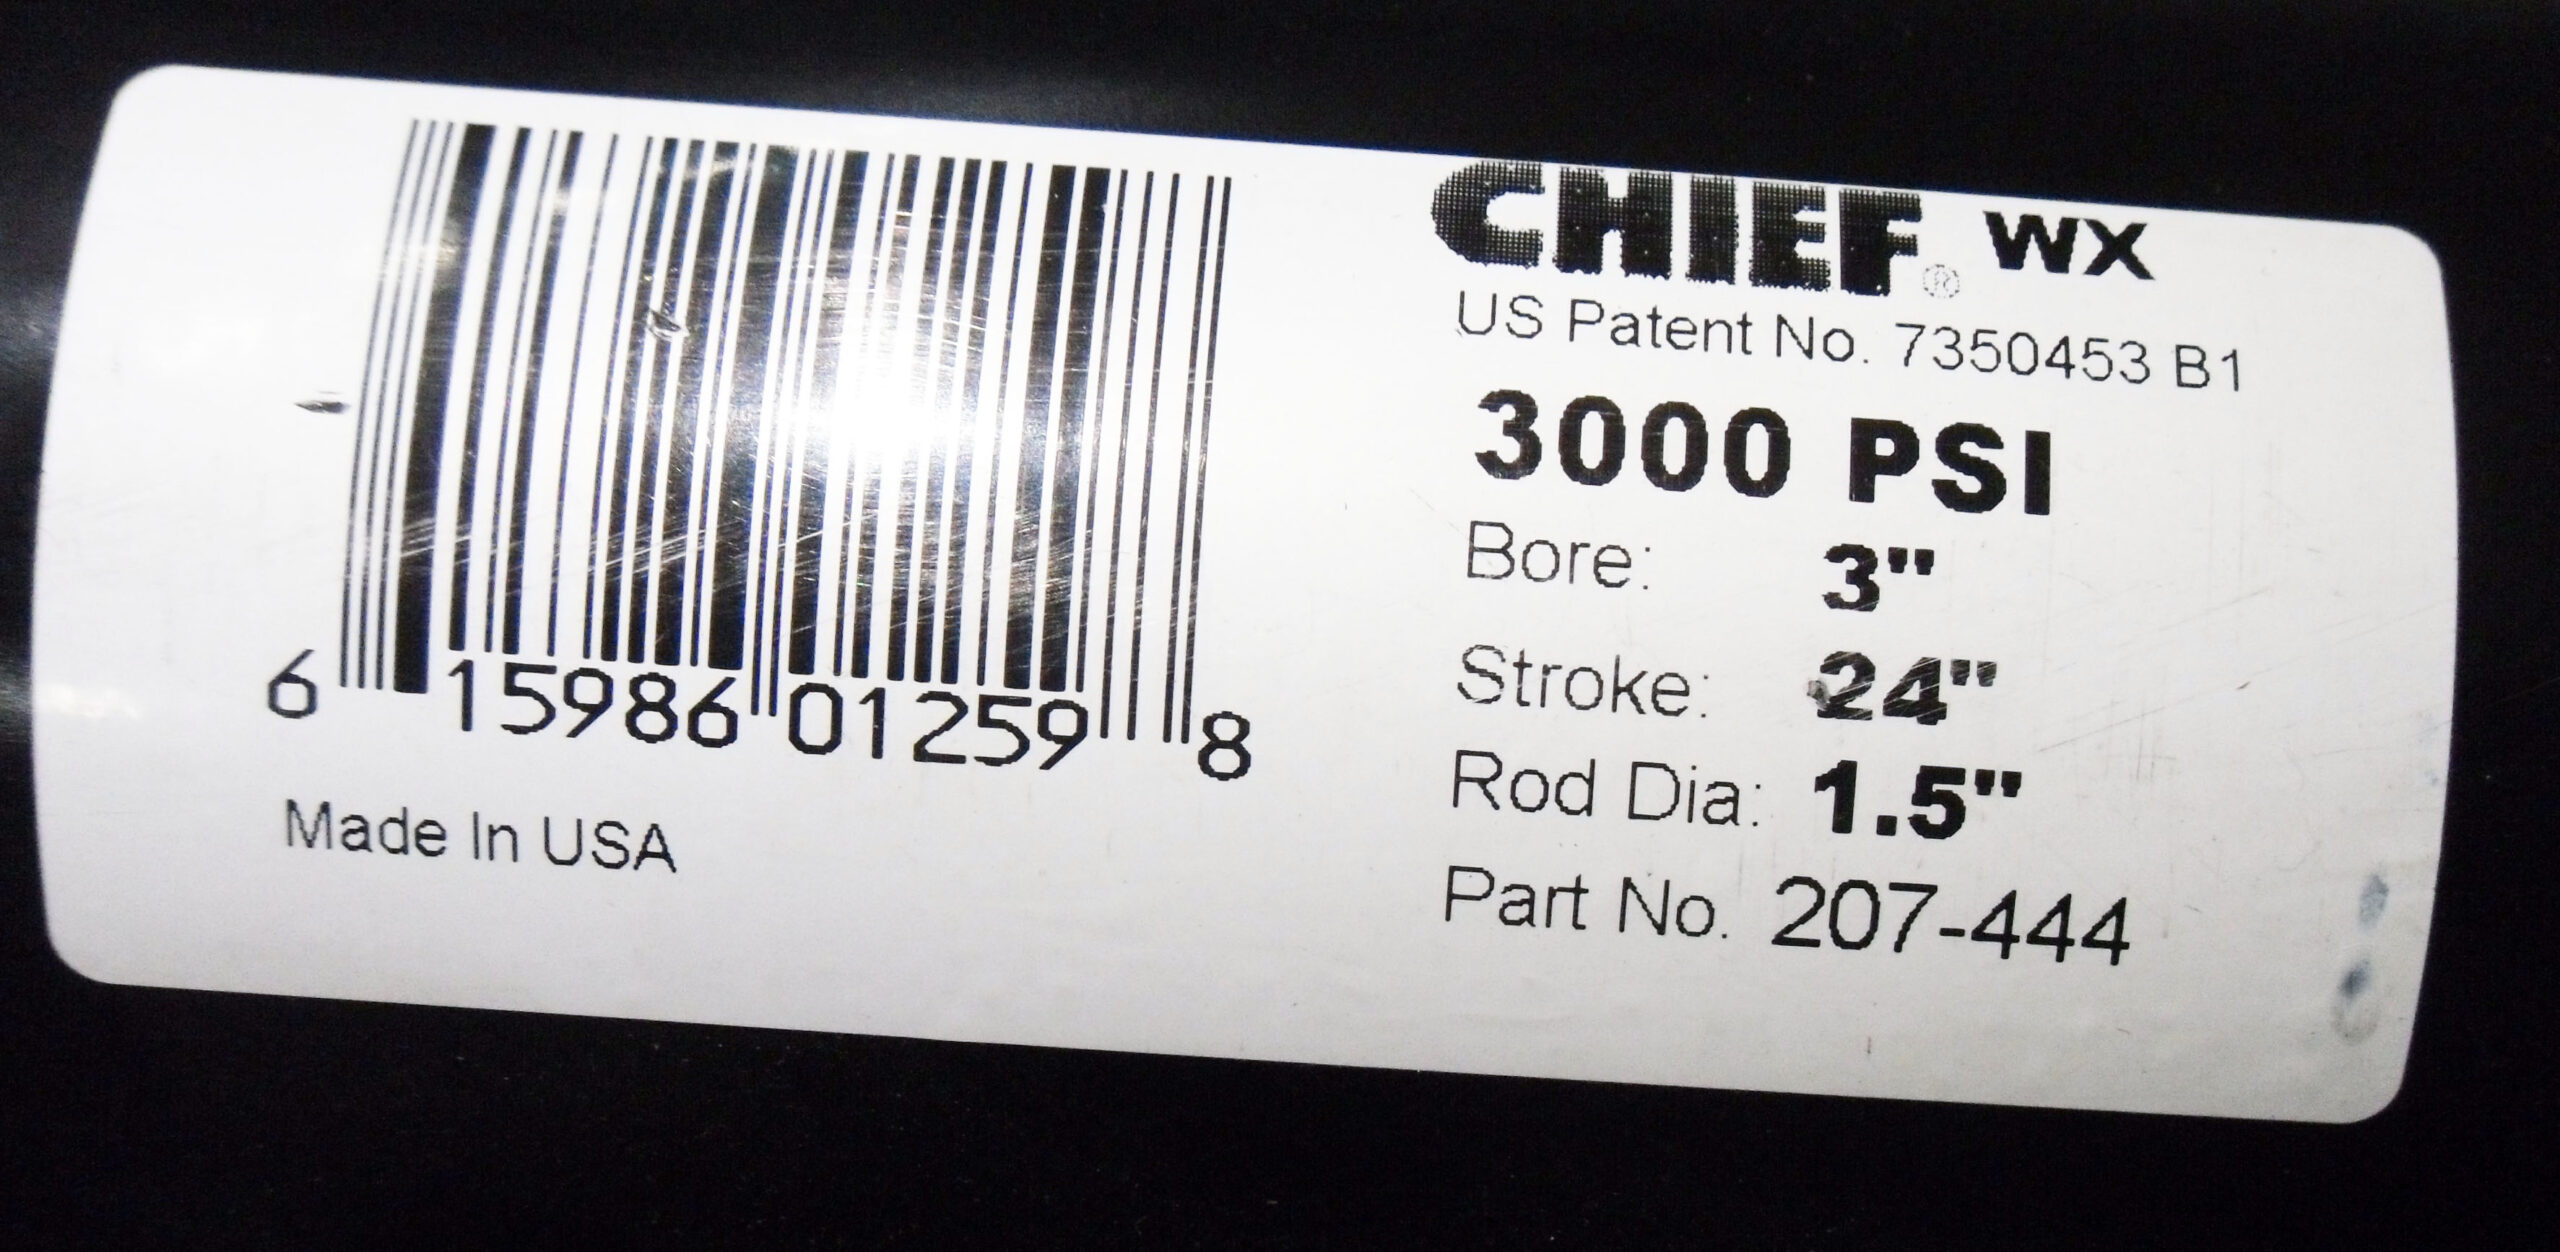 6 15986 01259 8
Made In USA
CHIEF® WX
US Patent No. 7350453 B1
3000 PSI
Bore: 3"
Stroke: 24"
Rod Dia: 1.5"
Part No. 207-444